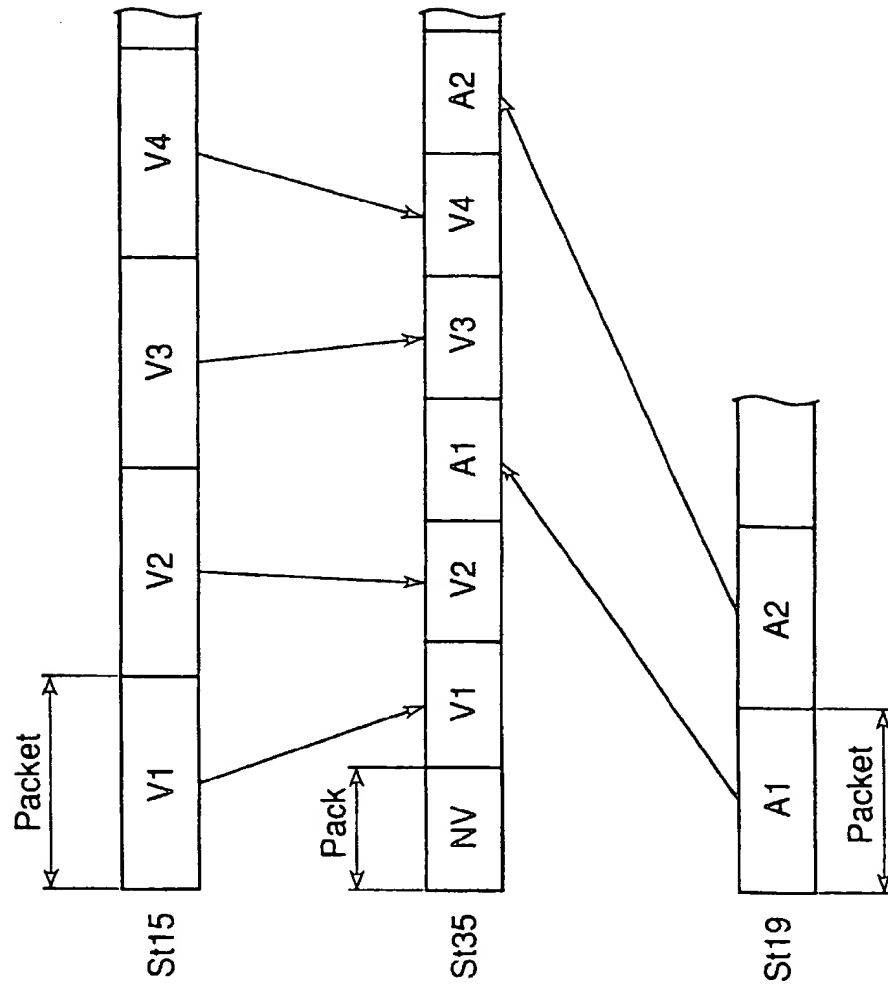 Packet
St15 V1 V2 V3 V4
Pack
St35 NV V1 V2 A1 V3 V4 A2
St19 A1 A2
Packet